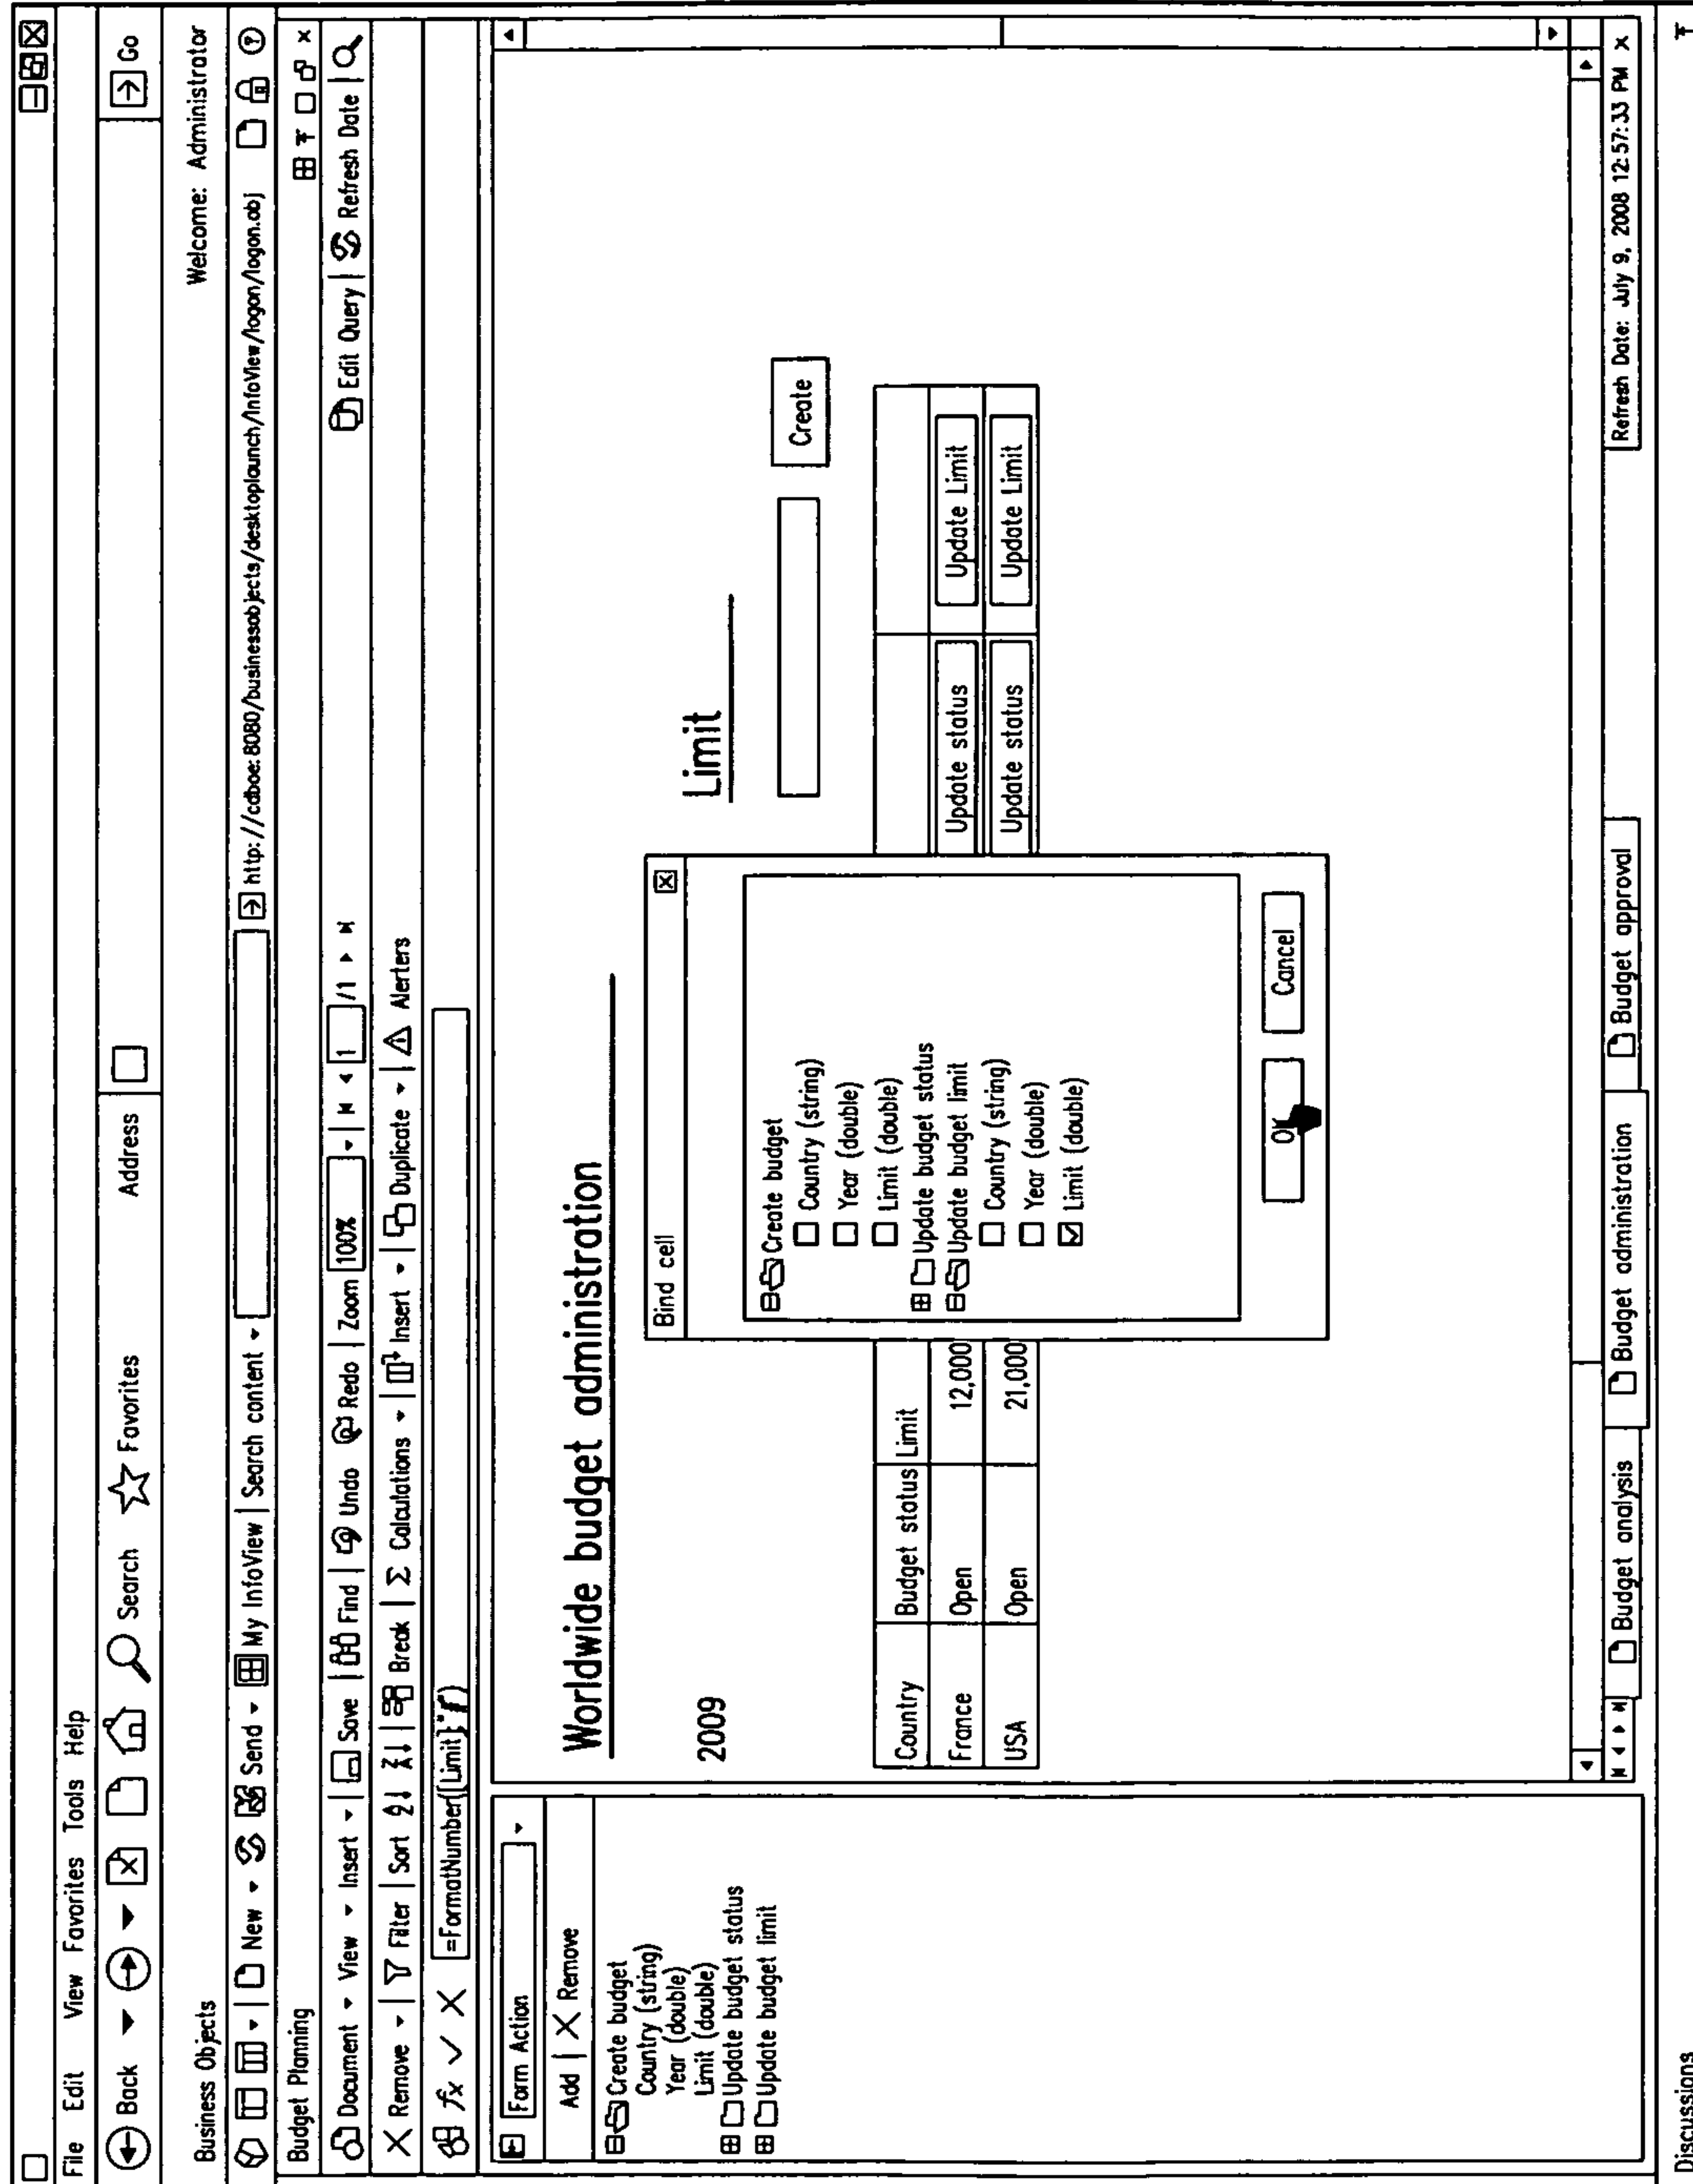 File Edit View Favorites Tools Help
Back Search Favorites Address Go
Business Objects Welcome: Administrator
New Send My InfoView | Search content http://cdboe:8080/businessobjects/desktoplaunch/InfoView/logon/logon.obj
Budget Planning
Document View Insert | Save | Find | Undo Redo | Zoom 100% | 1 /1 Edit Query | Refresh Date |
Remove | Filter | Sort | Break | Σ Calculations | Insert | Duplicate | Alerters
fx =FormatNumber([Limit]
Form Action
Add | X Remove
Create budget
Country (string)
Year (double)
Limit (double)
Update budget status
Update budget limit
Worldwide budget administration
2009 Limit
Create
Country Budget status Limit
France Open 12,000 Update status Update Limit
USA Open 21,000 Update status Update Limit
Bind cell
Create budget
Country (string)
Year (double)
Limit (double)
Update budget status
Update budget limit
Country (string)
Year (double)
Limit (double)
OK Cancel
Budget analysis Budget administration Budget approval Refresh Date: July 9, 2008 12:57:33 PM
Discussions